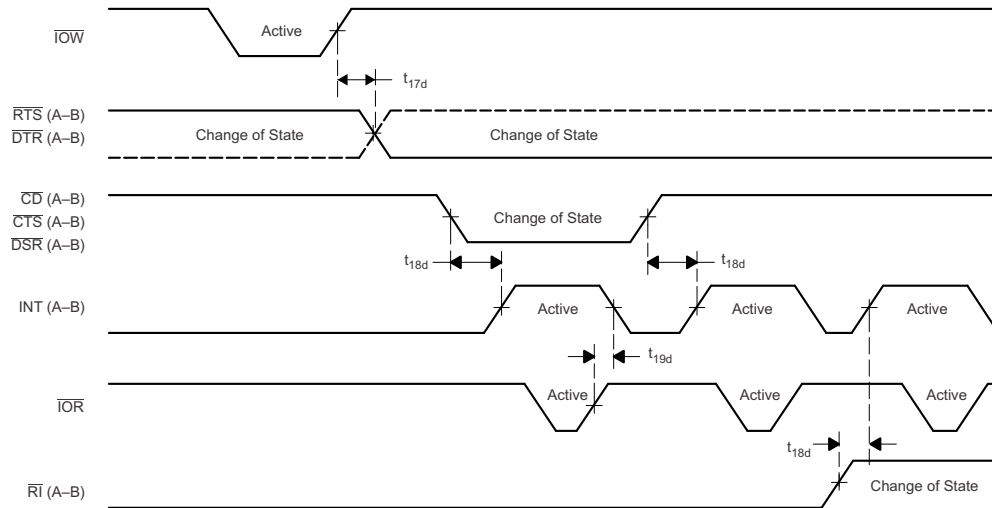 IOW
Active
t17d
RTS (A–B)
DTR (A–B)
Change of State
Change of State
CD (A–B)
CTS (A–B)
DSR (A–B)
Change of State
t18d
t18d
INT (A–B)
Active
Active
Active
t19d
IOR
Active
Active
Active
t18d
RI (A–B)
Change of State